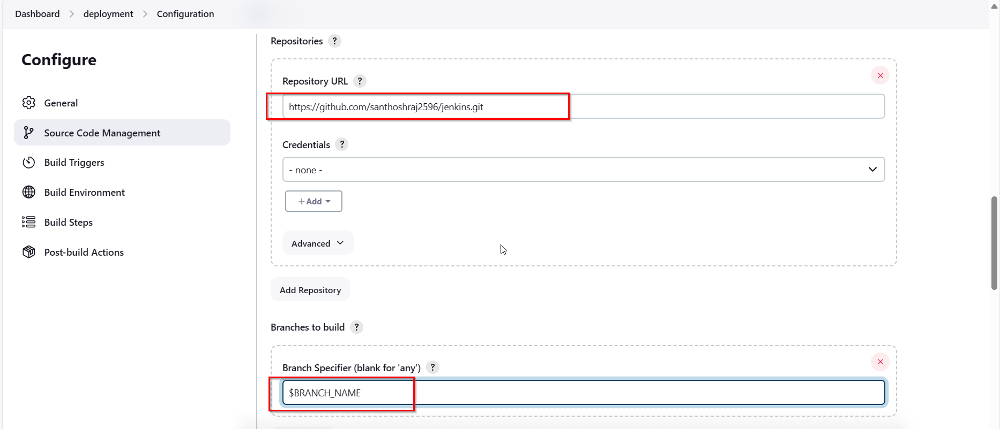 Dashboard > deployment > Configuration
Configure
General
Source Code Management
Build Triggers
Build Environment
Build Steps
Post-build Actions
Repositories ?
Repository URL ?
https://github.com/santhoshraj2596/jenkins.git
Credentials ?
- none -
+ Add
Advanced
Add Repository
Branches to build ?
Branch Specifier (blank for 'any') ?
$BRANCH_NAME